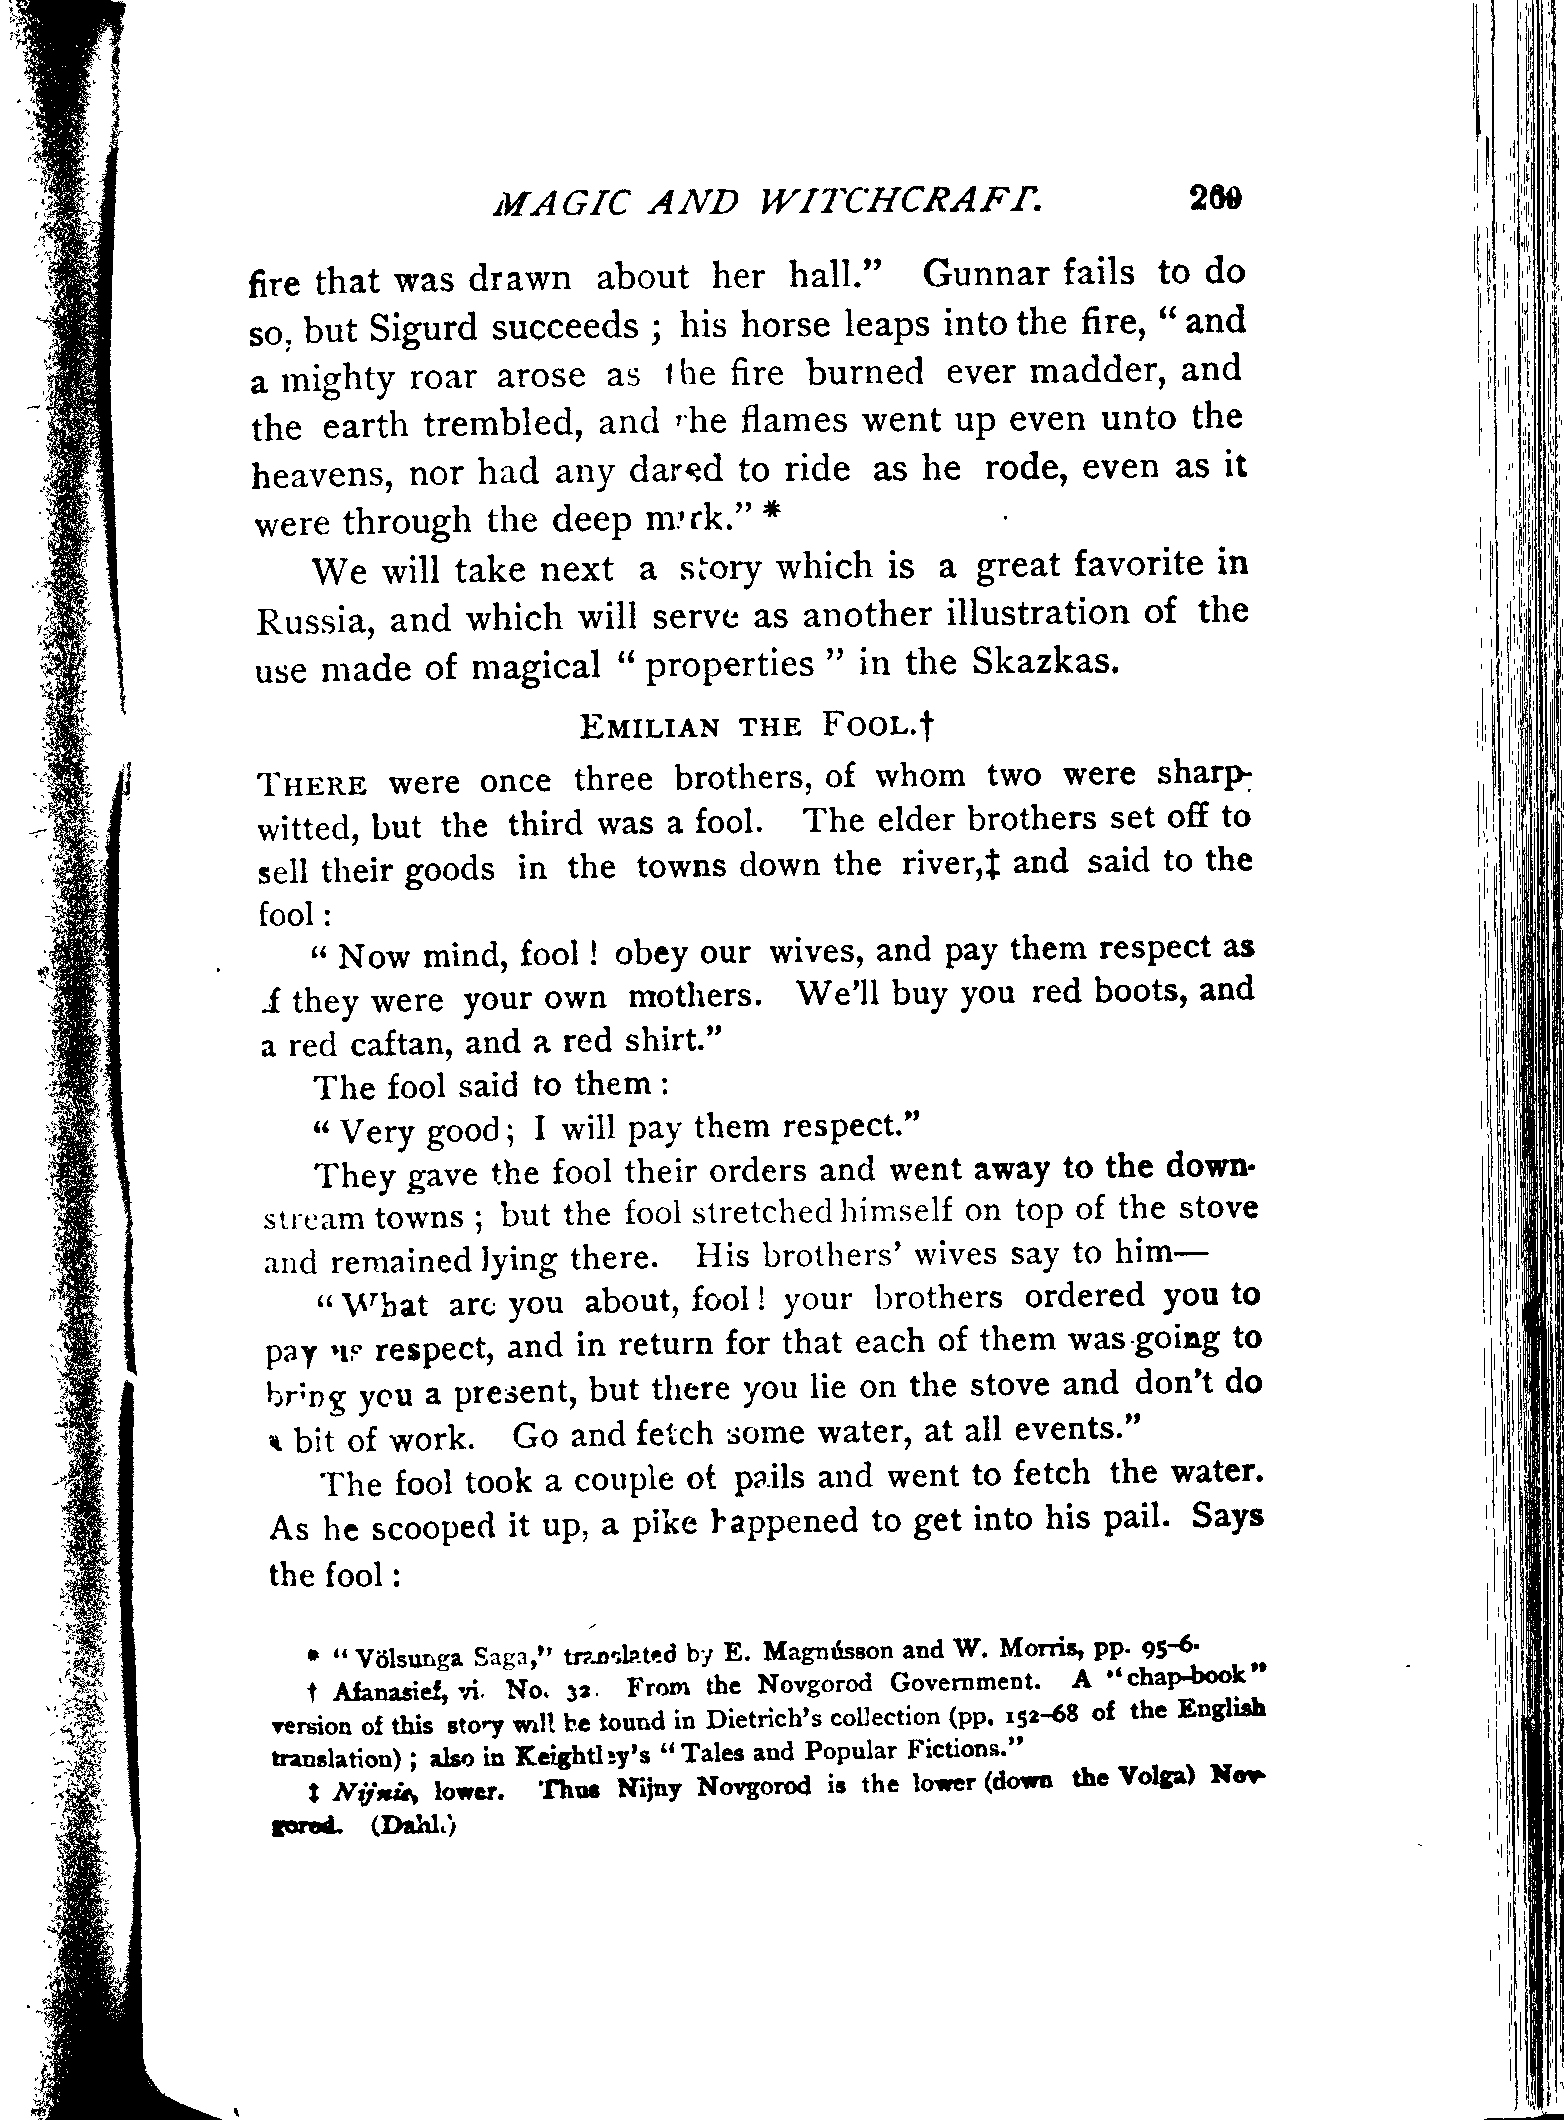 MAGIC AND WITCHCRAFT. 269
fire that was drawn about her hall.” Gunnar fails to do
so, but Sigurd succeeds ; his horse leaps into the fire, “ and
a mighty roar arose as the fire burned ever madder, and
the earth trembled, and the flames went up even unto the
heavens, nor had any dared to ride as he rode, even as it
were through the deep mirk.” *
We will take next a story which is a great favorite in
Russia, and which will serve as another illustration of the
use made of magical “ properties ” in the Skazkas.
EMILIAN THE FOOL.†
THERE were once three brothers, of whom two were sharp-
witted, but the third was a fool. The elder brothers set off to
sell their goods in the towns down the river,‡ and said to the
fool :
“ Now mind, fool ! obey our wives, and pay them respect as
if they were your own mothers. We’ll buy you red boots, and
a red caftan, and a red shirt.”
The fool said to them :
“ Very good ; I will pay them respect.”
They gave the fool their orders and went away to the down-
stream towns ; but the fool stretched himself on top of the stove
and remained lying there. His brothers’ wives say to him—
“ What are you about, fool ! your brothers ordered you to
pay us respect, and in return for that each of them was going to
bring you a present, but there you lie on the stove and don’t do
a bit of work. Go and fetch some water, at all events.”
The fool took a couple of pails and went to fetch the water.
As he scooped it up, a pike happened to get into his pail. Says
the fool :
* “ Völsunga Saga,” translated by E. Magnússon and W. Morris, pp. 95-6.
† Afanasief, vi. No. 32. From the Novgorod Government. A “ chap-book ”
version of this story will be found in Dietrich’s collection (pp. 152-68 of the English
translation) ; also in Keightley’s “ Tales and Popular Fictions.”
‡ Nijnie, lower. Thus Nijny Novgorod is the lower (down the Volga) Nov-
gorod. (Dahl.)